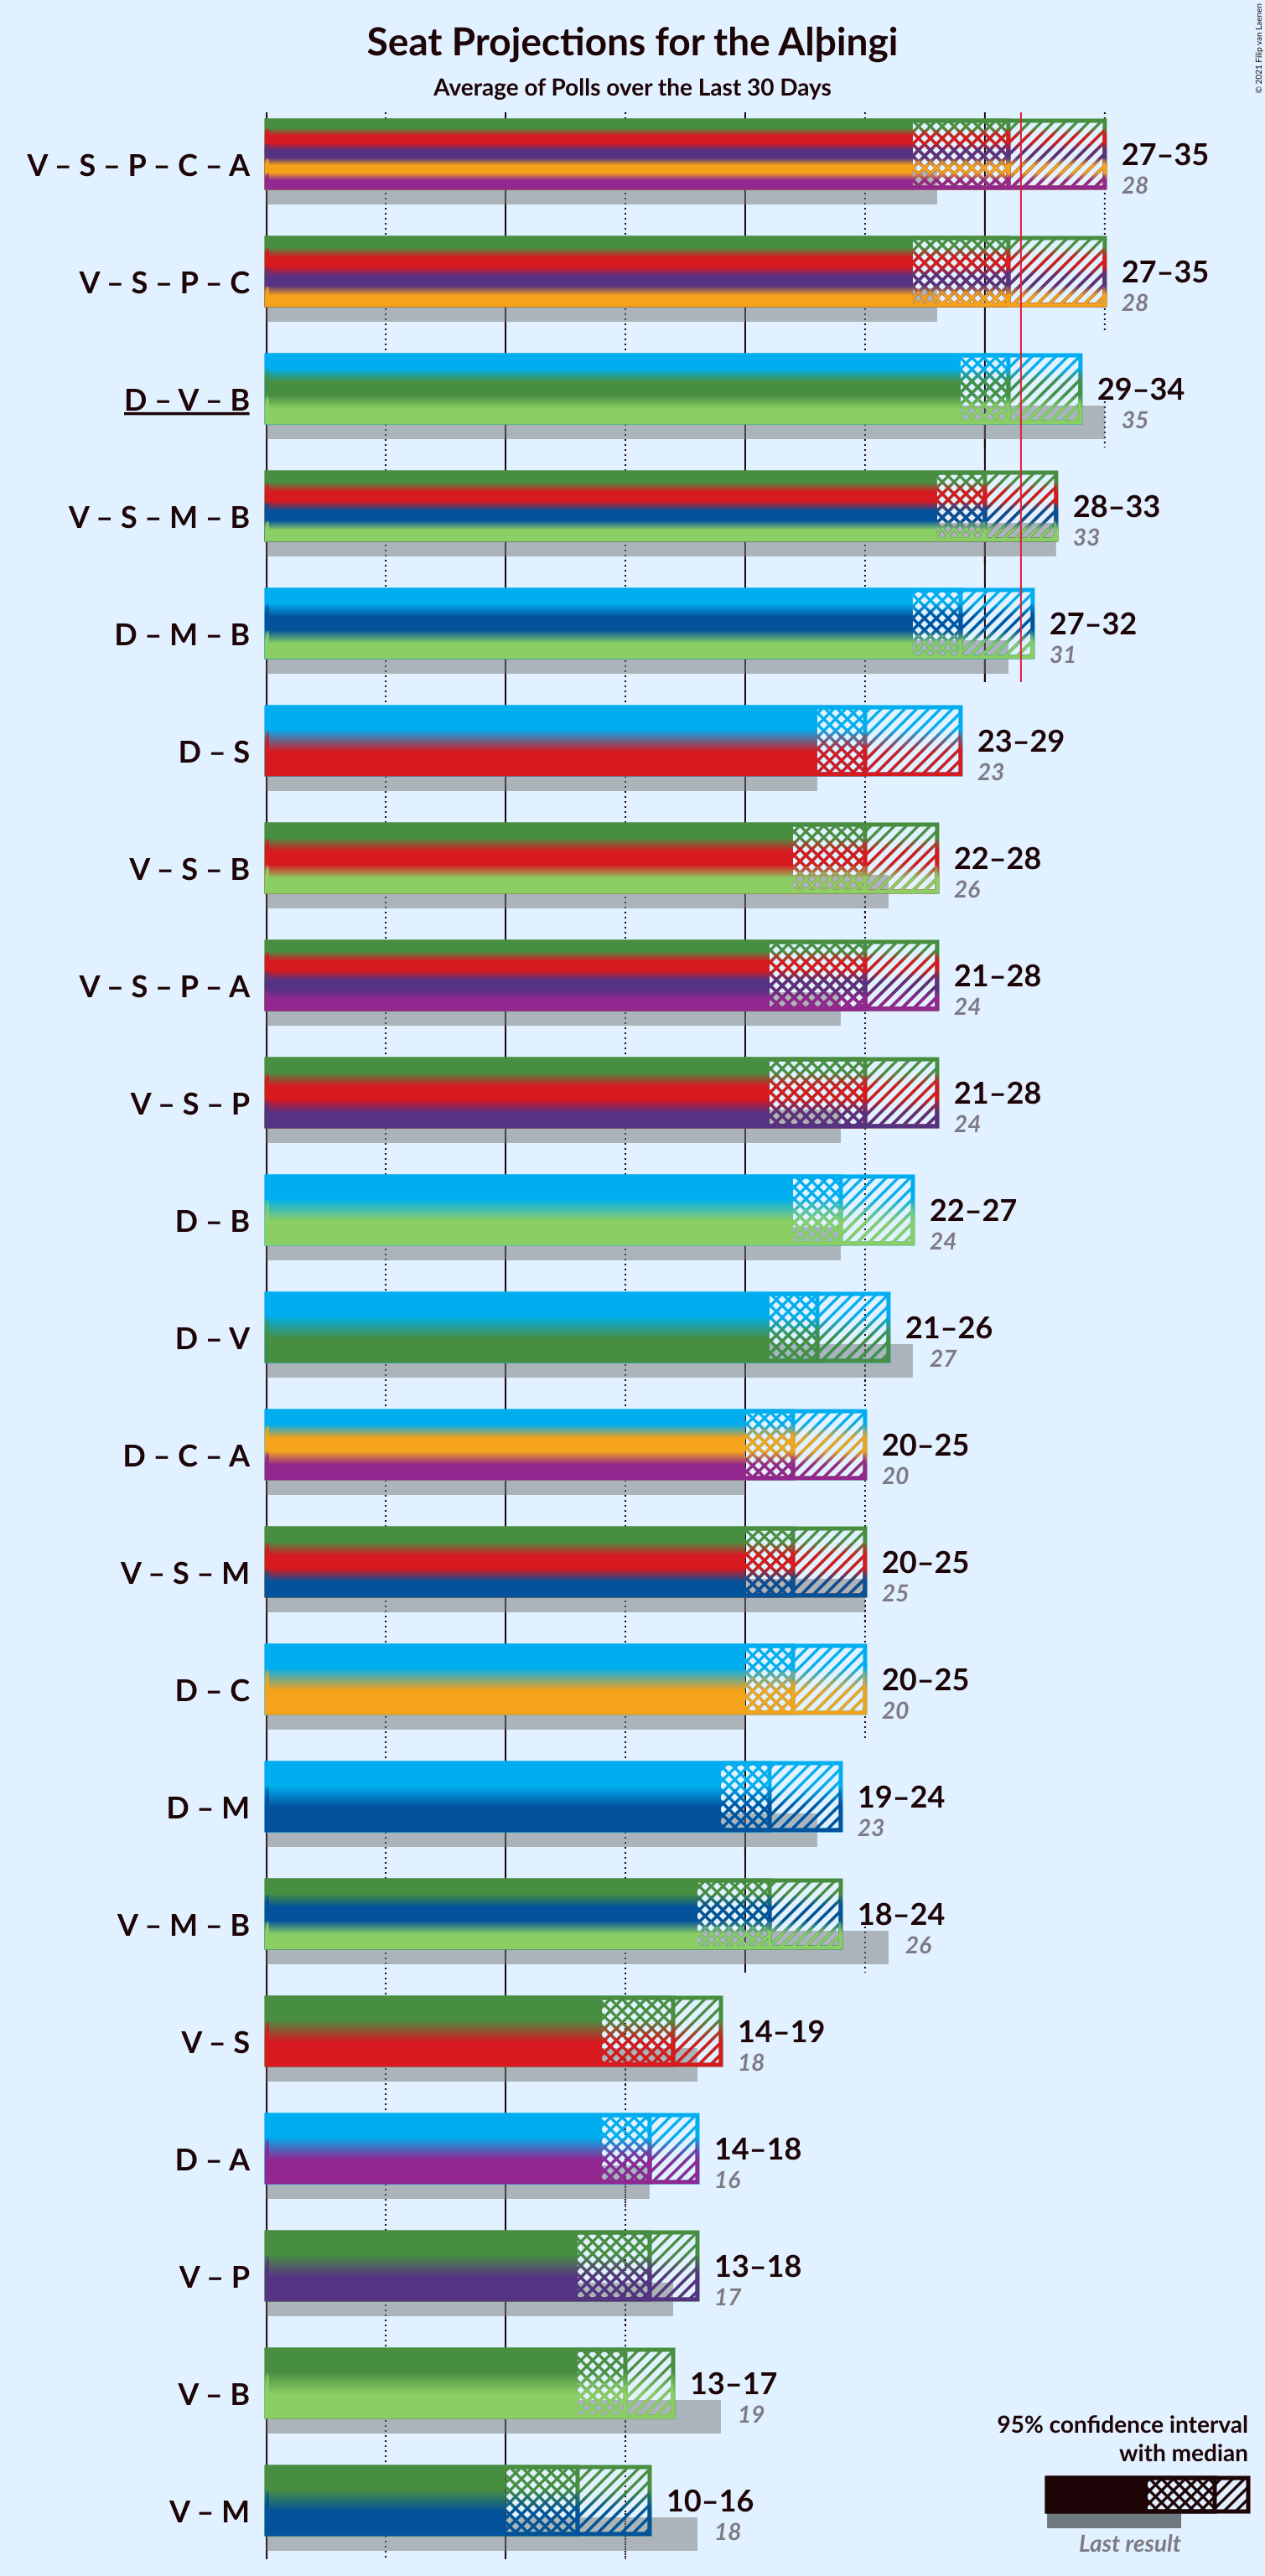 © 2021 Filip van Laenen
Seat Projections for the Alþingi
Average of Polls over the Last 30 Days
V – S – P – C – A
27–35
28
V – S – P – C
27–35
28
D – V – B
29–34
35
V – S – M – B
28–33
33
D – M – B
27–32
31
D – S
23–29
23
V – S – B
22–28
26
V – S – P – A
21–28
24
V – S – P
21–28
24
D – B
22–27
24
D – V
21–26
27
D – C – A
20–25
20
V – S – M
20–25
25
D – C
20–25
20
D – M
19–24
23
V – M – B
18–24
26
V – S
14–19
18
D – A
14–18
16
V – P
13–18
17
V – B
13–17
19
V – M
10–16
18
95% confidence interval
with median
Last result